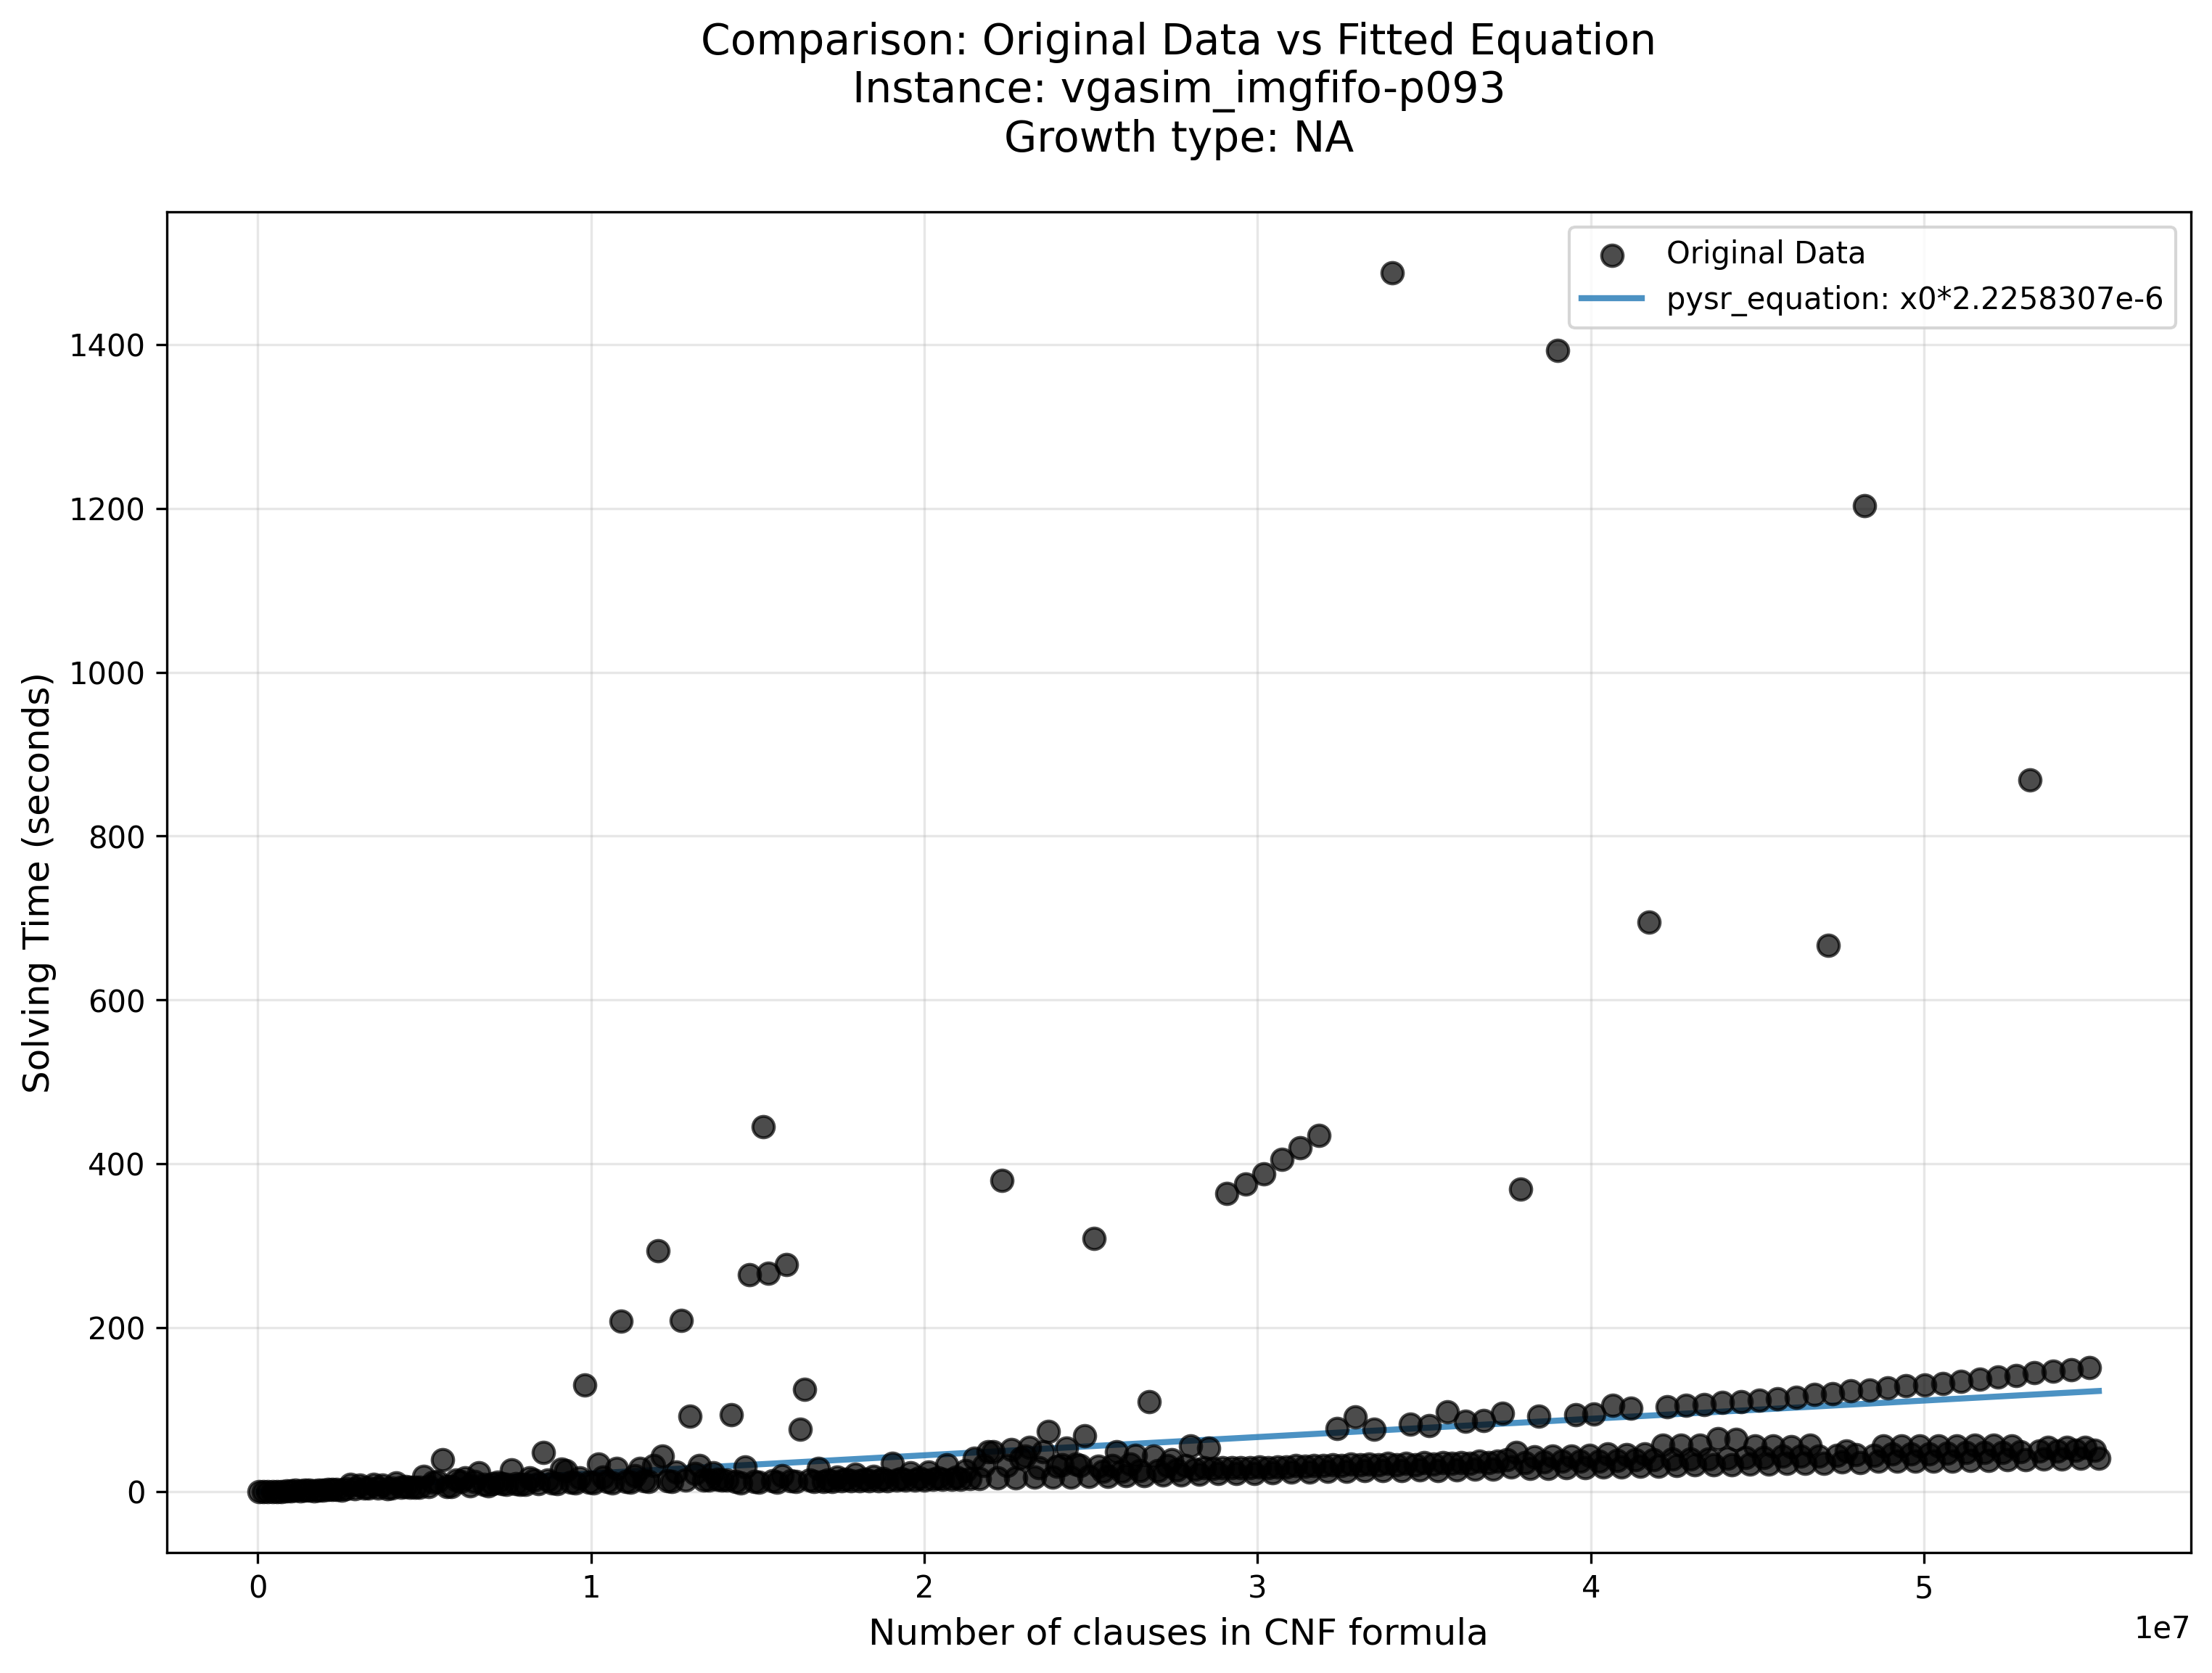 Comparison: Original Data vs Fitted Equation
Instance: vgasim_imgfifo-p093
Growth type: NA
Original Data
pysr_equation: x0*2.2258307e-6
1400
1200
1000
800
600
400
200
0
Solving Time (seconds)
0 1 2 3 4 5
1e7
Number of clauses in CNF formula